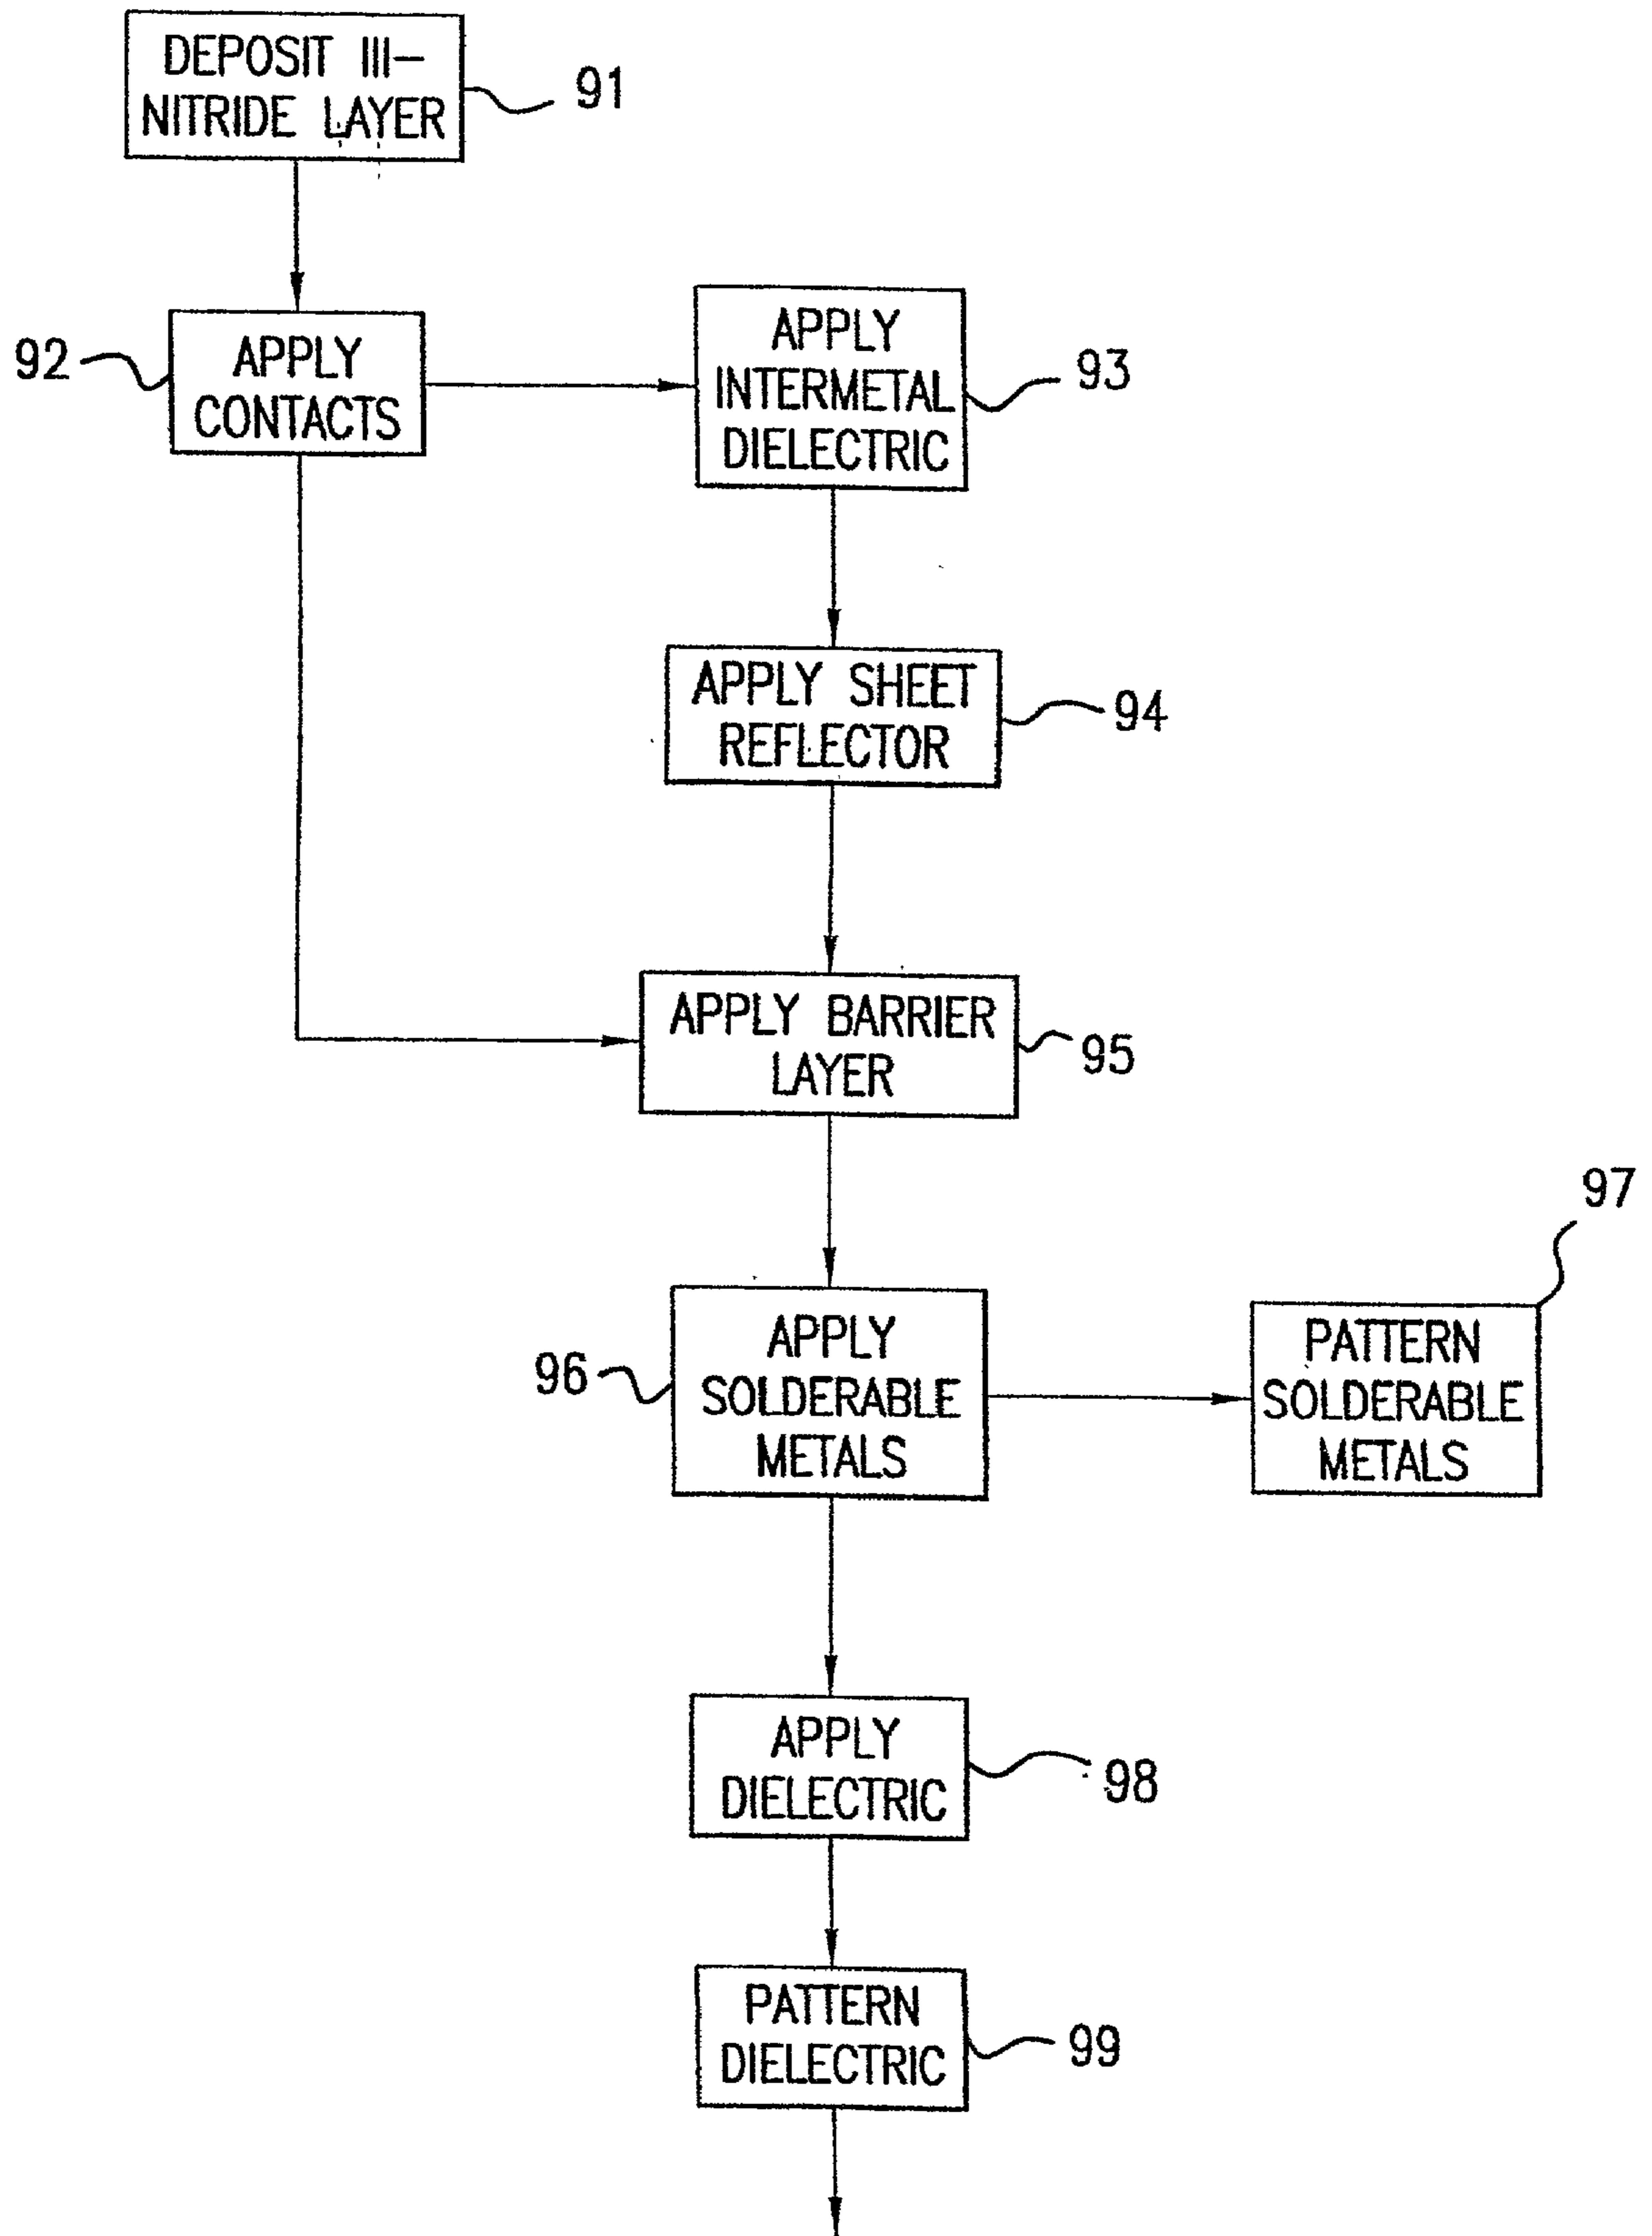 DEPOSIT III-
NITRIDE LAYER
91
92
APPLY
CONTACTS
APPLY
INTERMETAL
DIELECTRIC
93
APPLY SHEET
REFLECTOR
94
APPLY BARRIER
LAYER
95
96
APPLY
SOLDERABLE
METALS
97
PATTERN
SOLDERABLE
METALS
APPLY
DIELECTRIC
98
PATTERN
DIELECTRIC
99